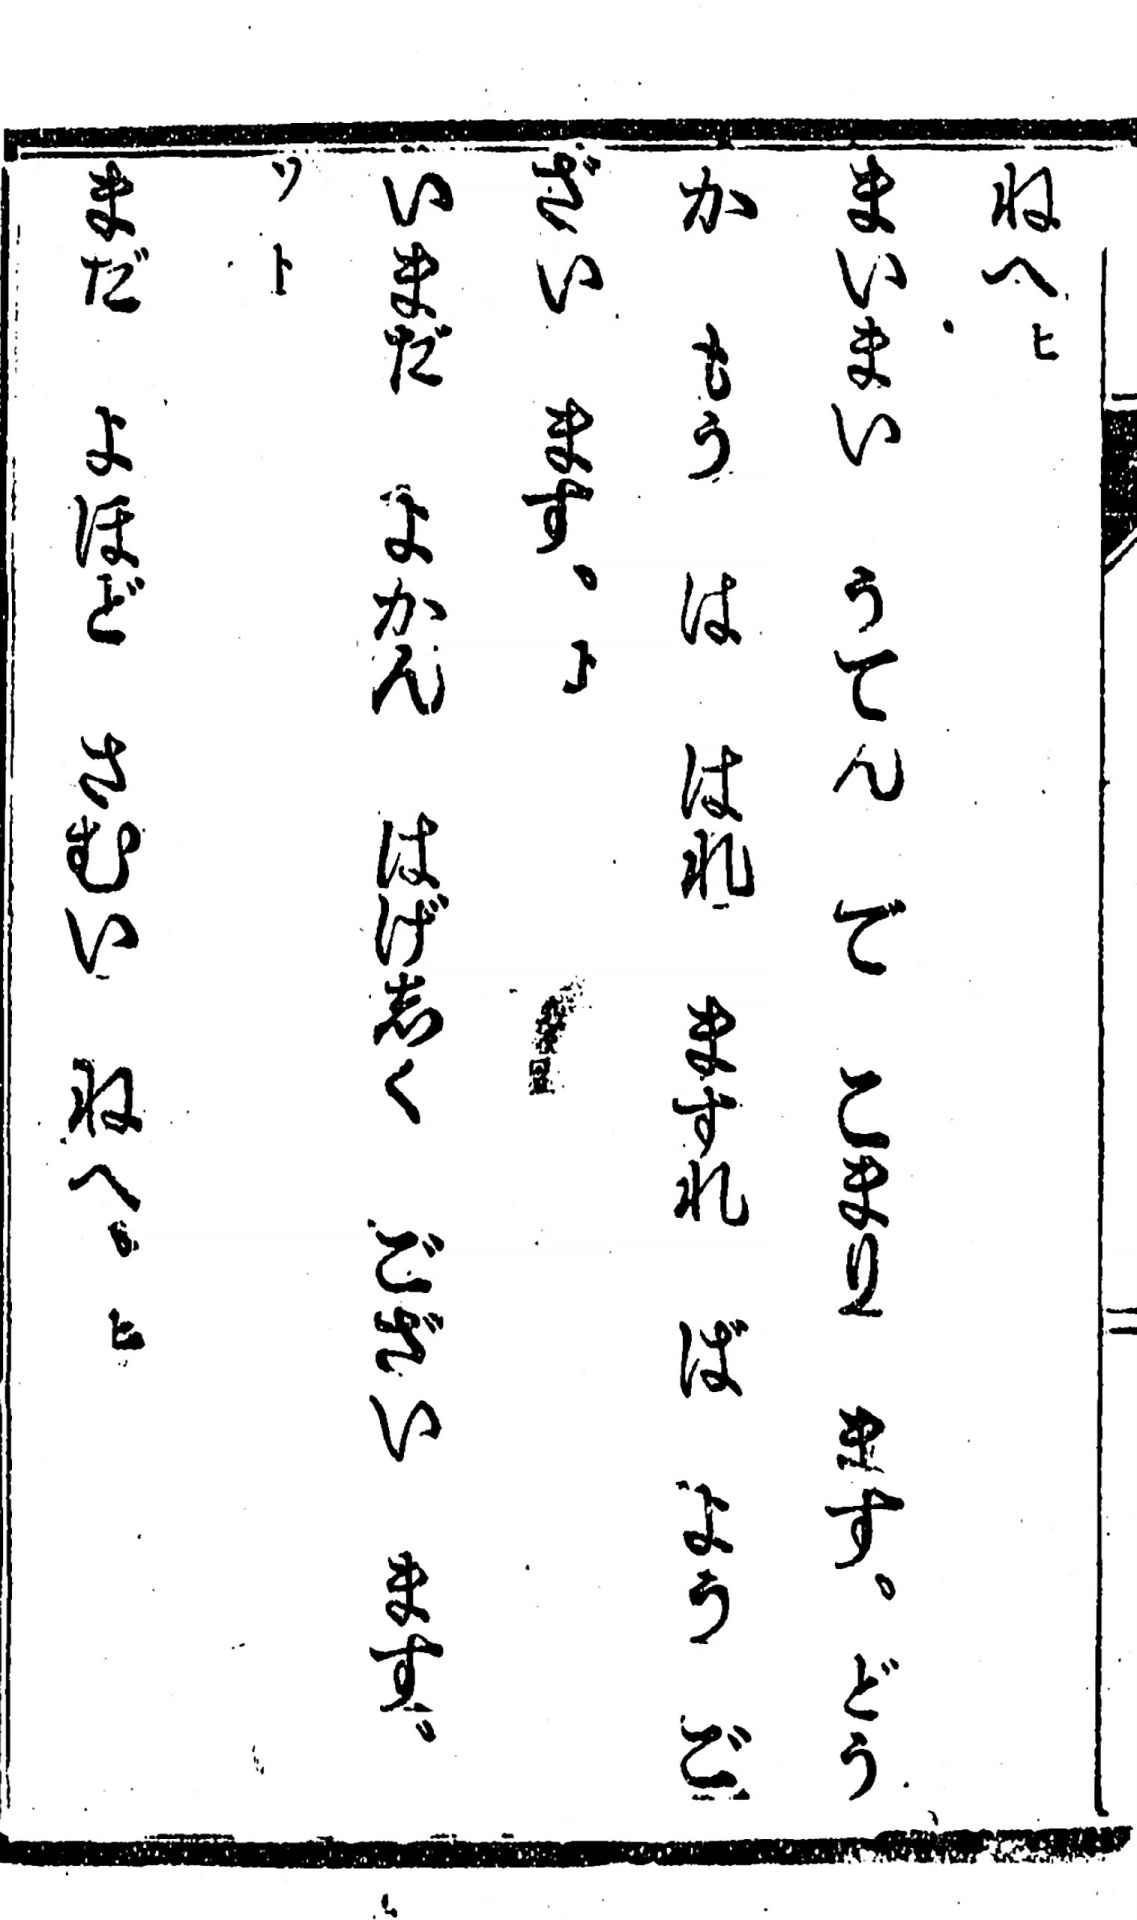 ねへ ヒ
まいまい うてん で こまり ます。 どう
か もう は はれ ますれ ば よう ご
ざい ます。 ト
いまだ よかん はげ志く ござい ます。
ツト
まだ よほど さむい ねへ。 ヒ